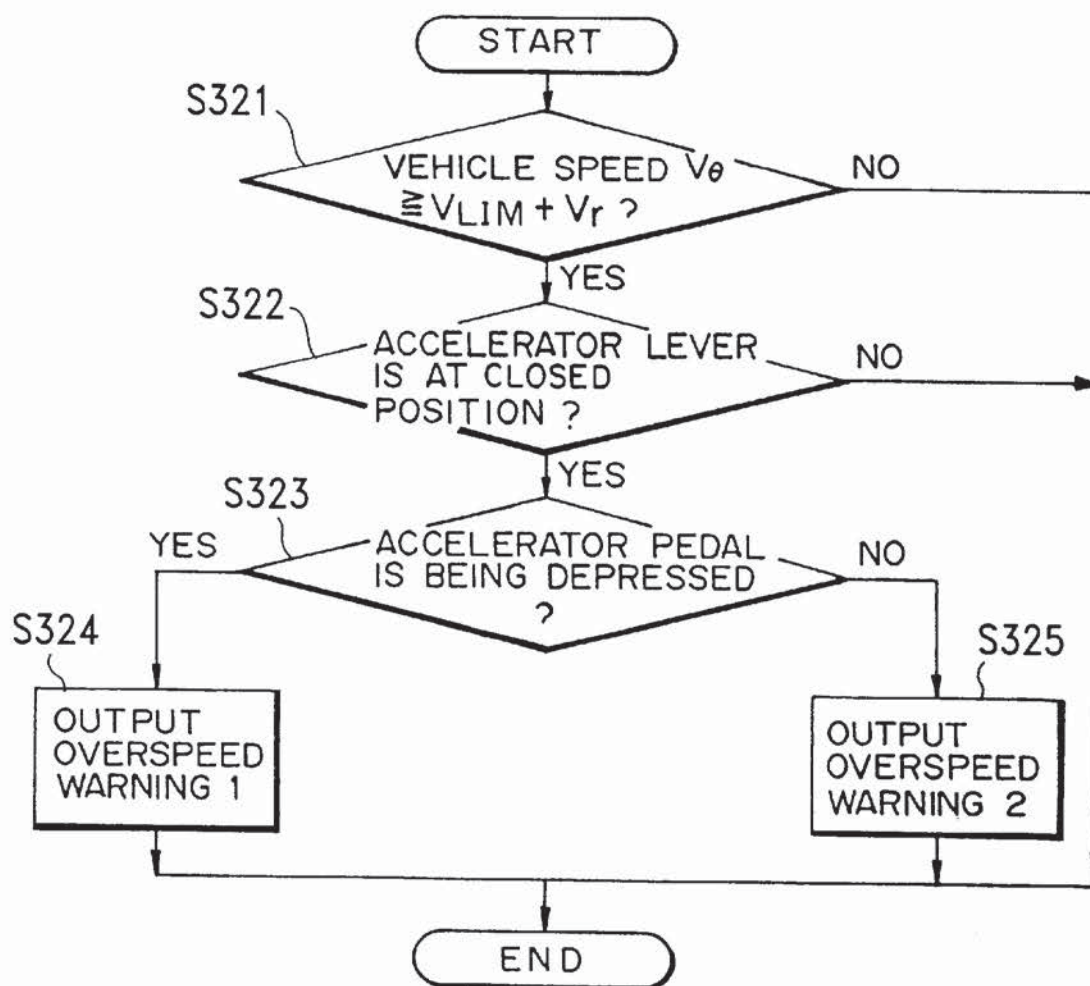 START
S321
VEHICLE SPEED Vθ
≧ VLIM + Vr ?
NO
YES
S322
ACCELERATOR LEVER
IS AT CLOSED
POSITION ?
NO
YES
S323
ACCELERATOR PEDAL
IS BEING DEPRESSED
?
YES
NO
S324
OUTPUT
OVERSPEED
WARNING 1
S325
OUTPUT
OVERSPEED
WARNING 2
END